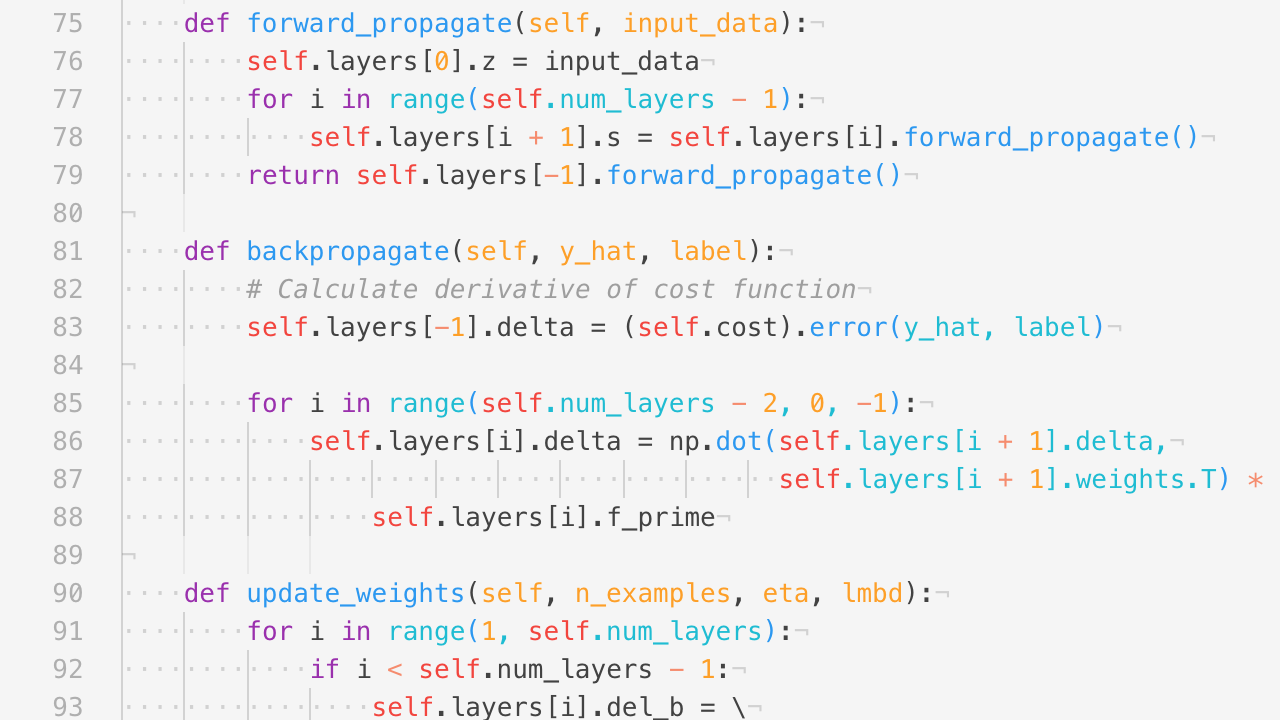 75 def forward_propagate(self, input_data):¬
76 self.layers[0].z = input_data¬
77 for i in range(self.num_layers - 1):¬
78 self.layers[i + 1].s = self.layers[i].forward_propagate()¬
79 return self.layers[-1].forward_propagate()¬
80 ¬
81 def backpropagate(self, y_hat, label):¬
82 # Calculate derivative of cost function¬
83 self.layers[-1].delta = (self.cost).error(y_hat, label)¬
84 ¬
85 for i in range(self.num_layers - 2, 0, -1):¬
86 self.layers[i].delta = np.dot(self.layers[i + 1].delta,¬
87 self.layers[i + 1].weights.T) *
88 self.layers[i].f_prime¬
89 ¬
90 def update_weights(self, n_examples, eta, lmbd):¬
91 for i in range(1, self.num_layers):¬
92 if i < self.num_layers - 1:¬
93 self.layers[i].del_b = \¬